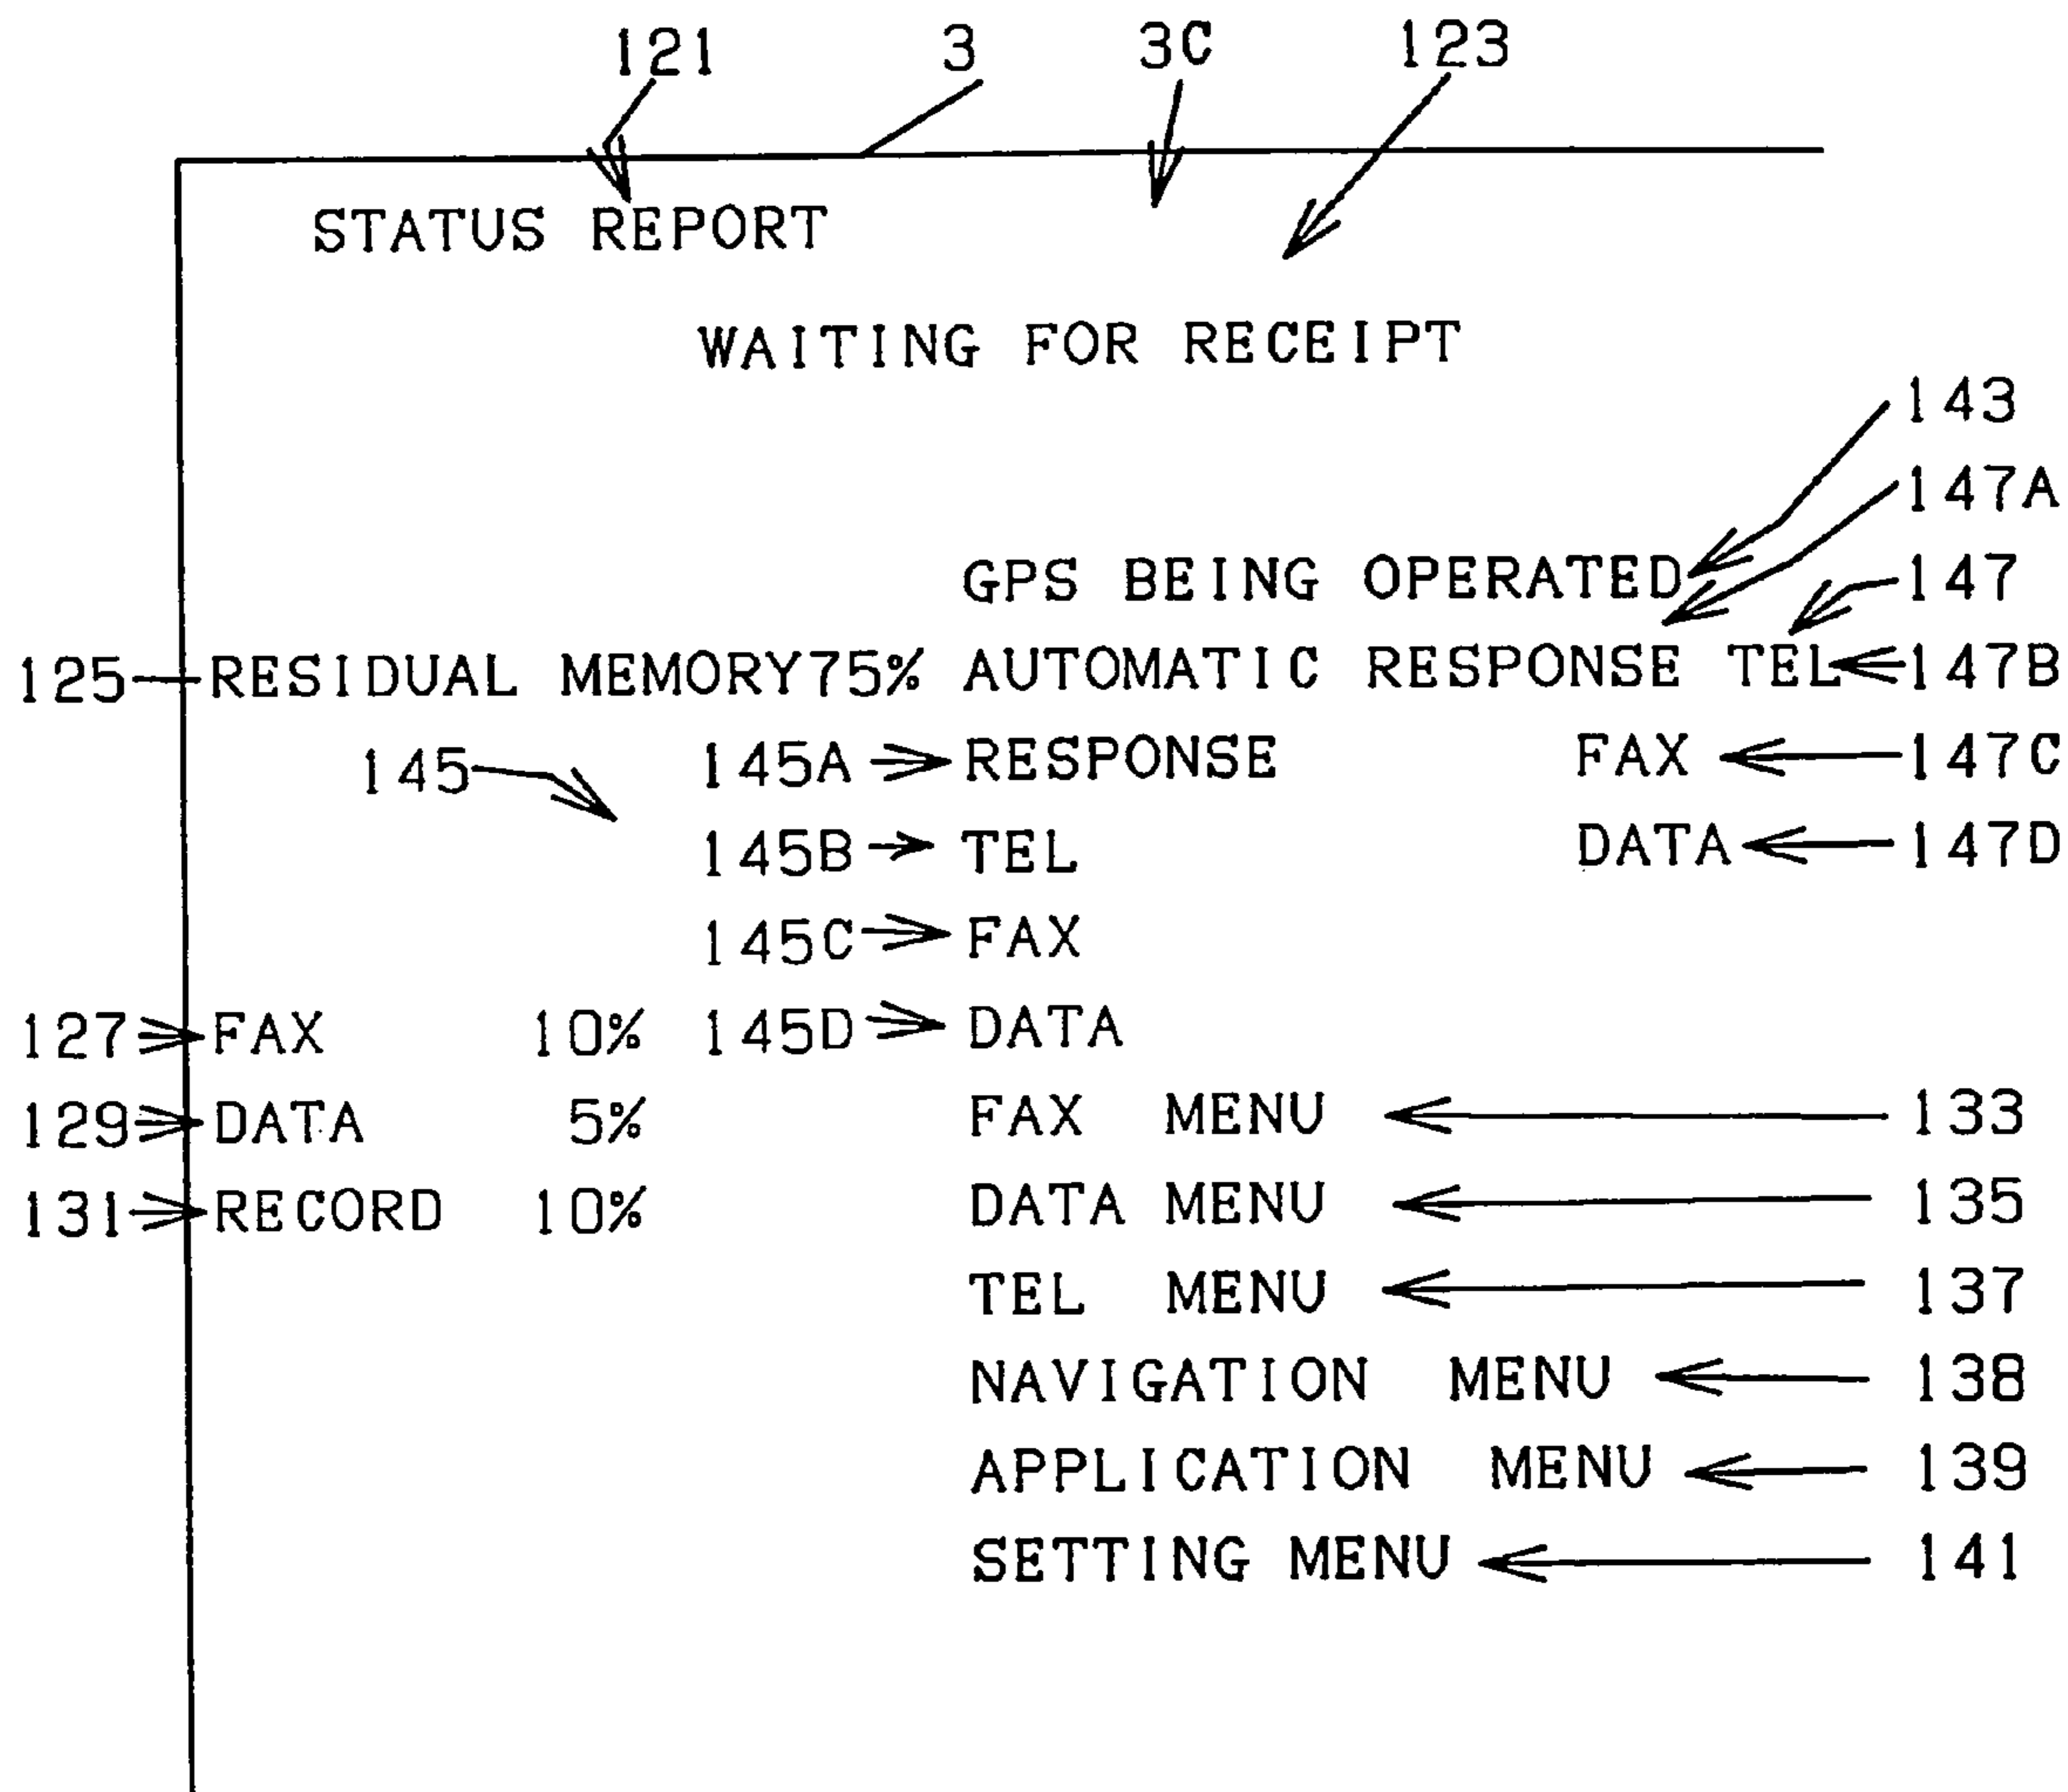 121 3 3C 123
STATUS REPORT
WAITING FOR RECEIPT
143
147A
GPS BEING OPERATED 147
125 RESIDUAL MEMORY 75% AUTOMATIC RESPONSE TEL 147B
145 145A RESPONSE FAX 147C
145B TEL DATA 147D
145C FAX
127 FAX 10% 145D DATA
129 DATA 5% FAX MENU 133
131 RECORD 10% DATA MENU 135
TEL MENU 137
NAVIGATION MENU 138
APPLICATION MENU 139
SETTING MENU 141